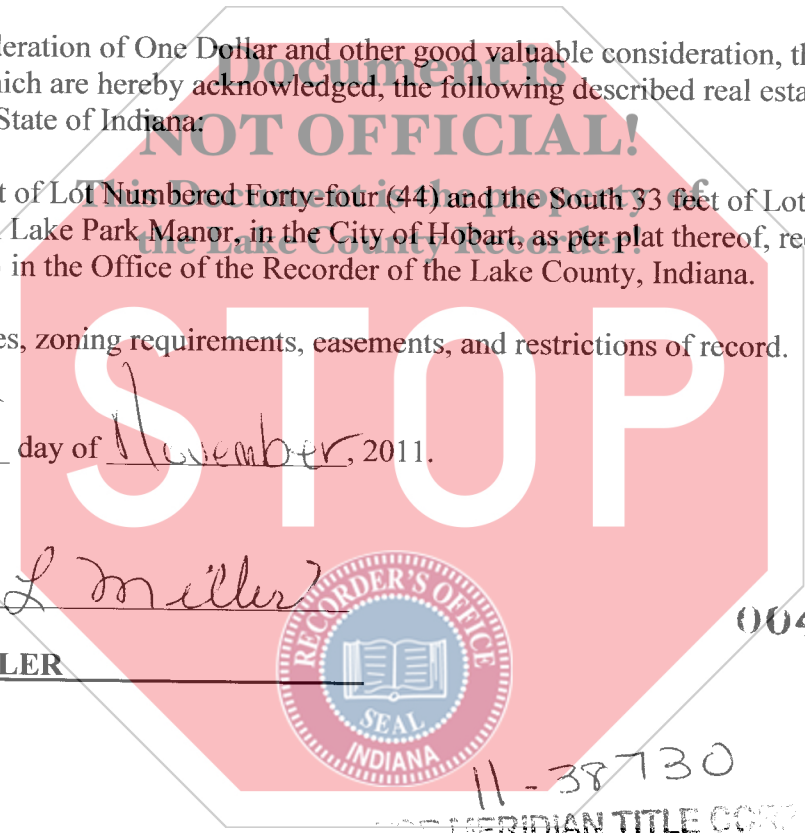 deration of One Dollar and other good valuable consideration, th
hich are hereby acknowledged, the following described real esta
State of Indiana:
Document is
NOT OFFICIAL!
This Document is the property of
the Lake County Recorder!
t of Lot Numbered Forty-four (44) and the South 33 feet of Lot
Lake Park Manor, in the City of Hobart, as per plat thereof, re
in the Office of the Recorder of the Lake County, Indiana.
es, zoning requirements, easements, and restrictions of record.
STOP
day of November, 2011.
L Miller
LER
RECORDER'S OFFICE
SEAL
INDIANA
004
11-38730
MERIDIAN TITLE CORP